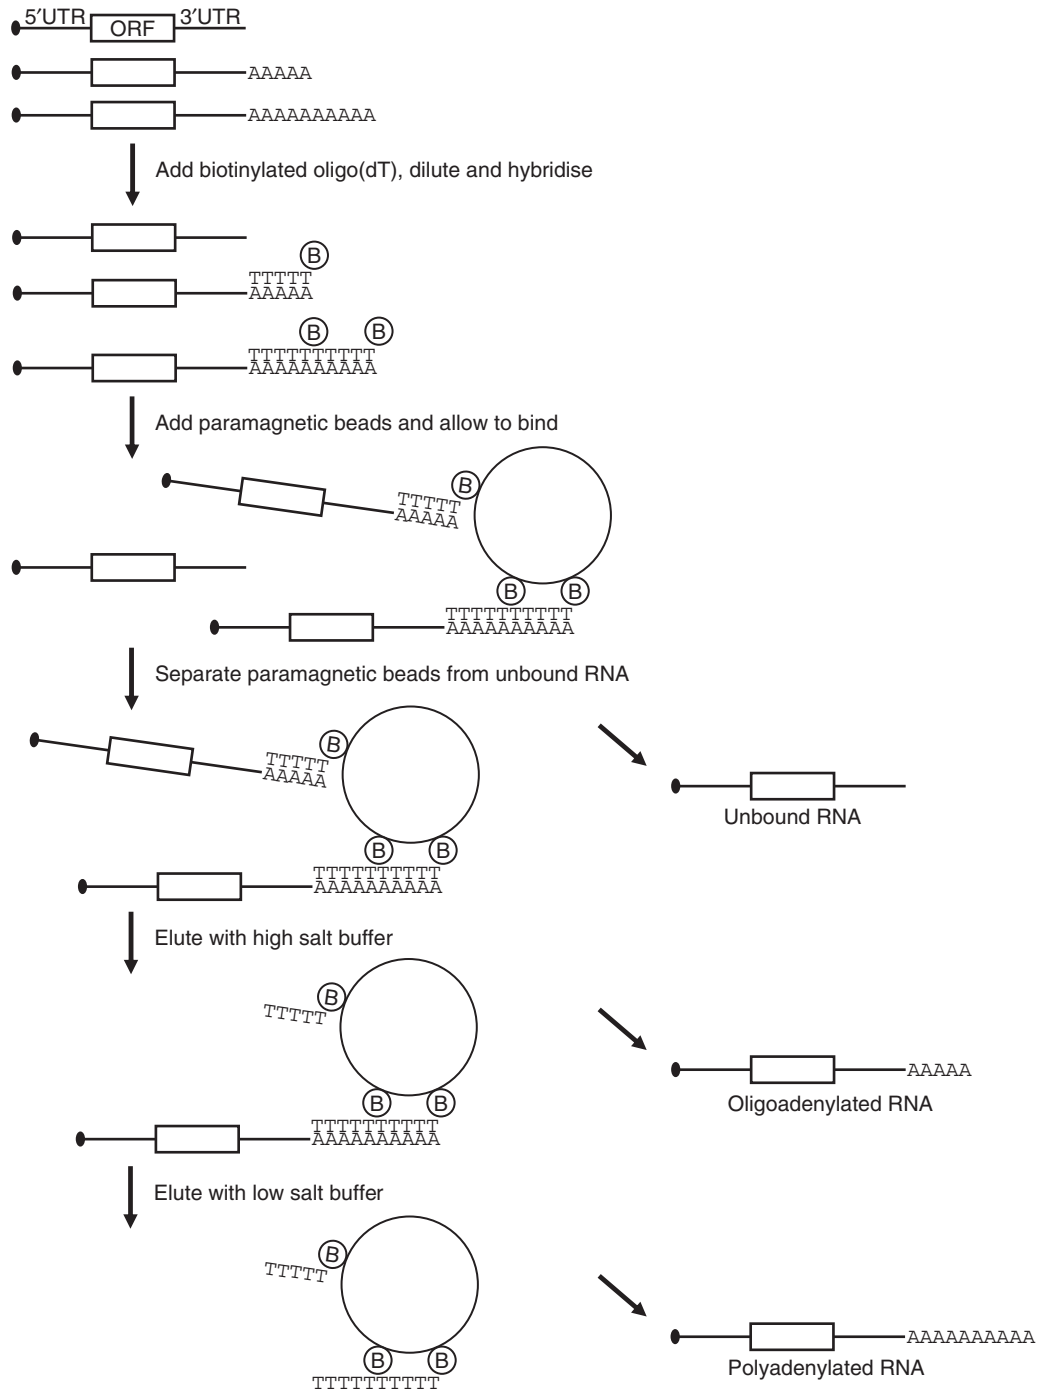 5′UTR ORF 3′UTR
AAAAA
AAAAAAAAAA
Add biotinylated oligo(dT), dilute and hybridise
B
TTTTT
AAAAA
B B
TTTTTTTTTT
AAAAAAAAAA
Add paramagnetic beads and allow to bind
B
TTTTT
AAAAA
B B
TTTTTTTTTT
AAAAAAAAAA
Separate paramagnetic beads from unbound RNA
B
TTTTT
AAAAA
Unbound RNA
B B
TTTTTTTTTT
AAAAAAAAAA
Elute with high salt buffer
B
TTTTT
AAAAA
Oligoadenylated RNA
B B
TTTTTTTTTT
AAAAAAAAAA
Elute with low salt buffer
B
TTTTT
AAAAAAAAAA
Polyadenylated RNA
B B
TTTTTTTTTT